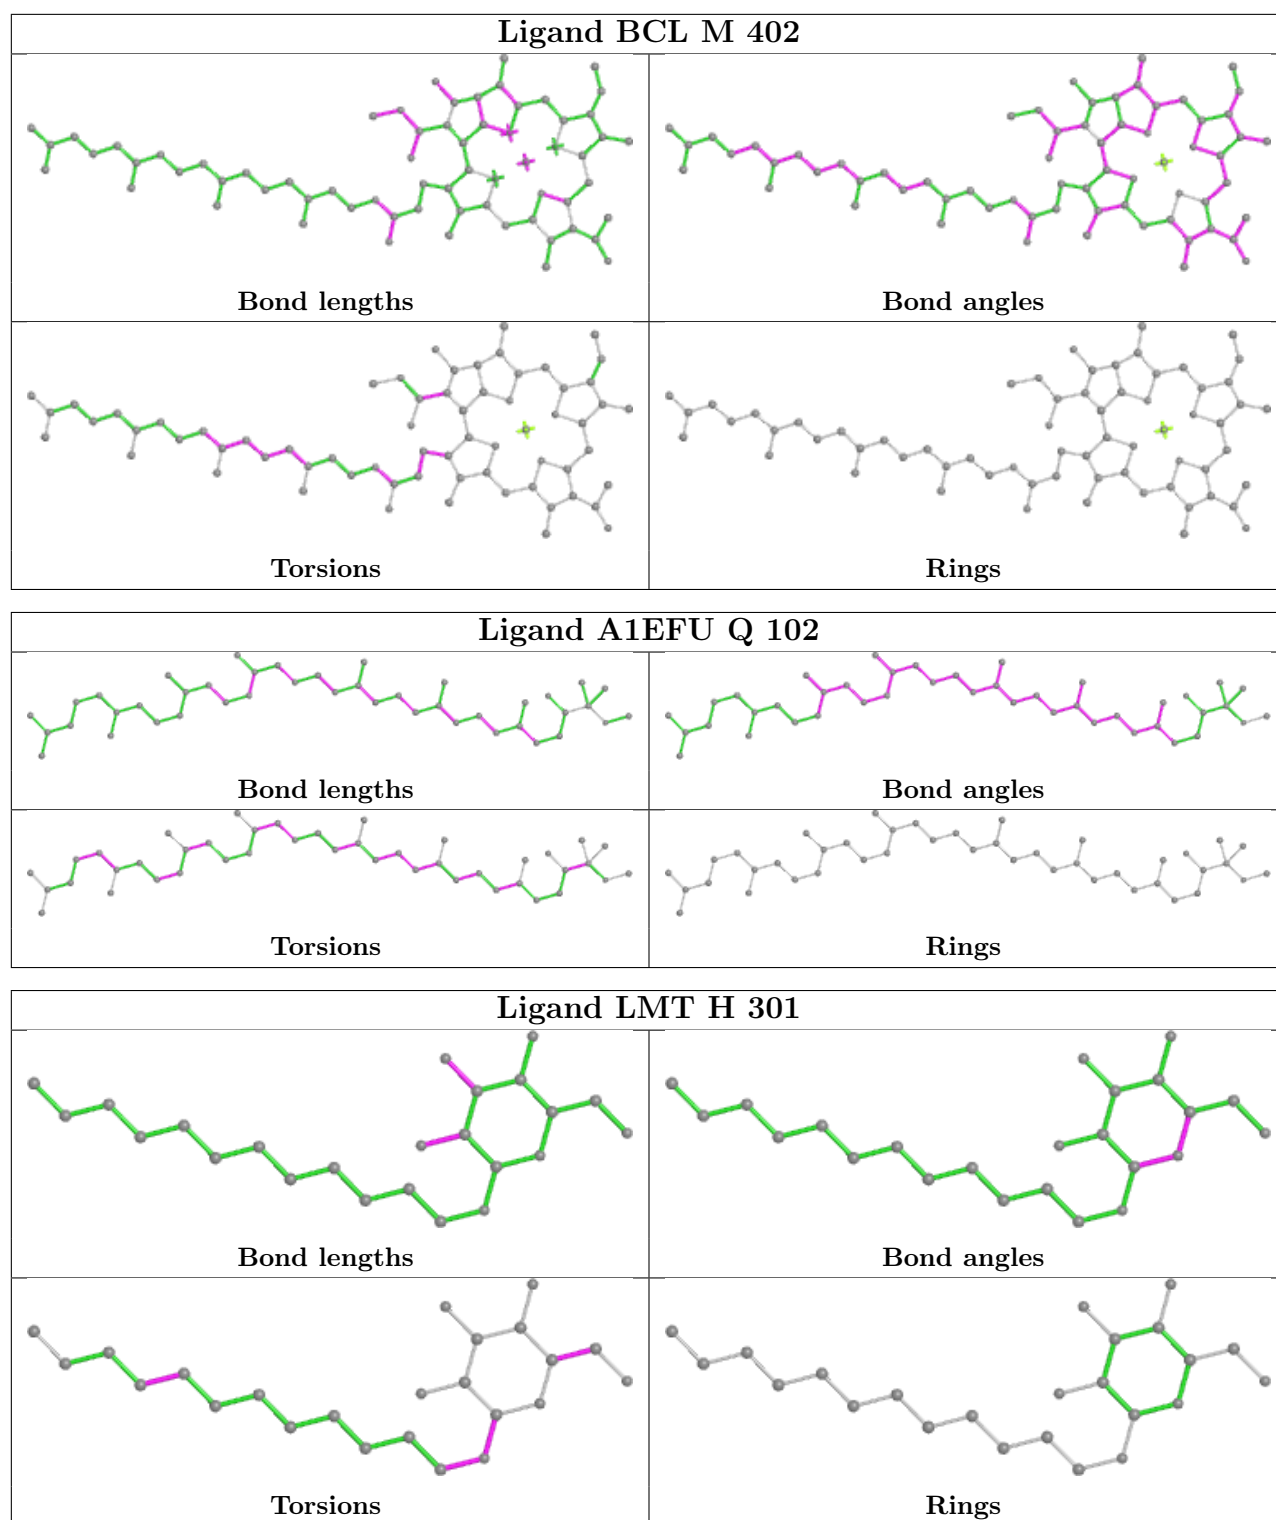 Ligand BCL M 402
Bond lengths
Bond angles
Torsions
Rings
Ligand A1EFU Q 102
Bond lengths
Bond angles
Torsions
Rings
Ligand LMT H 301
Bond lengths
Bond angles
Torsions
Rings